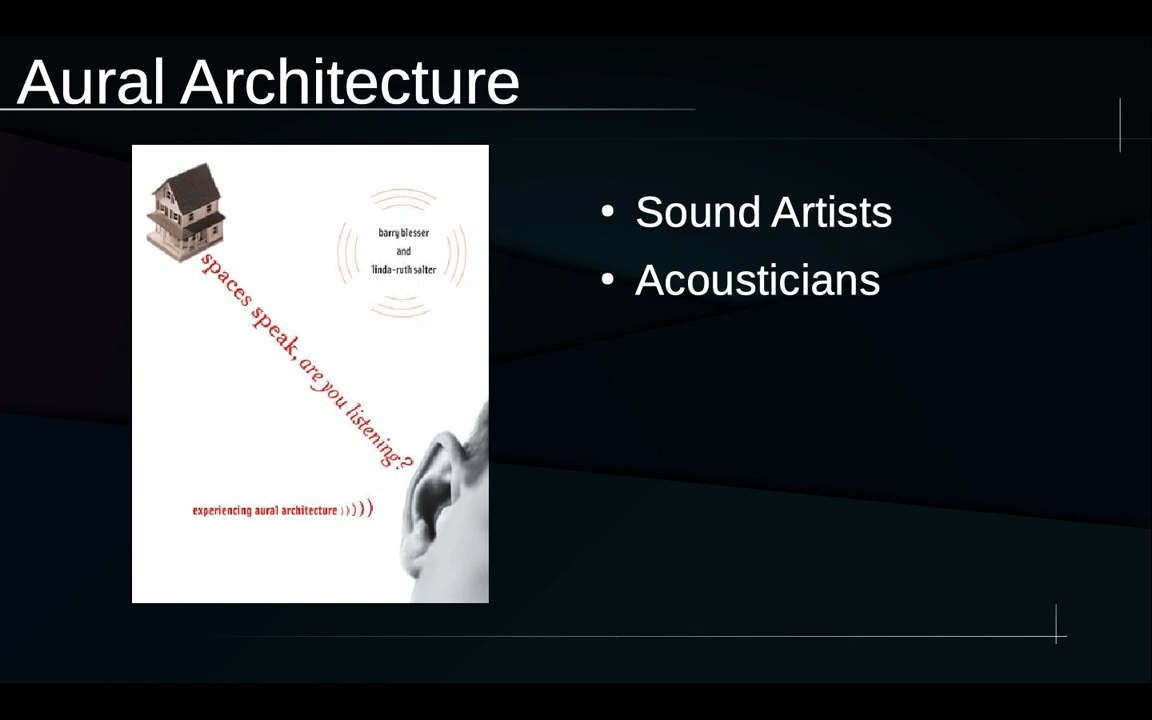 Aural Architecture
barry blesser
and
linda-ruth salter
spaces speak, are you listening?
experiencing aural architecture )))))
• Sound Artists
• Acousticians